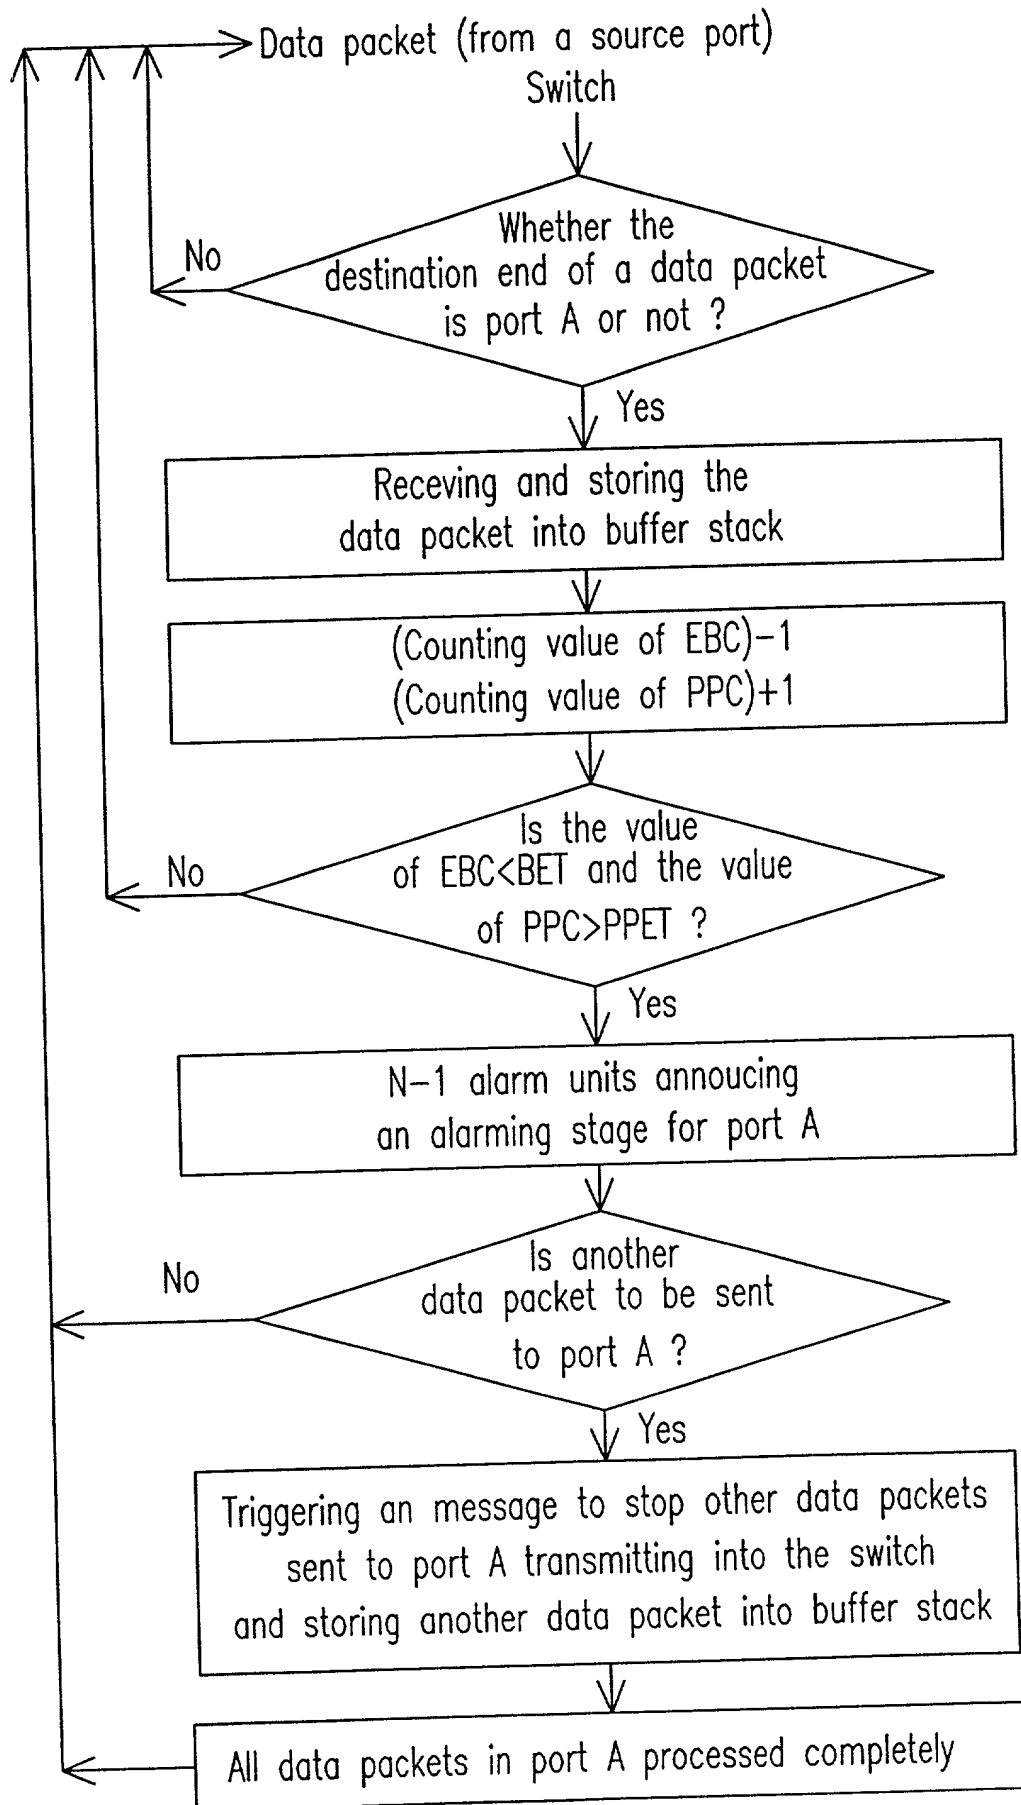 Data packet (from a source port)
Switch
Whether the
destination end of a data packet
is port A or not ?
No
Yes
Receving and storing the
data packet into buffer stack
(Counting value of EBC)-1
(Counting value of PPC)+1
Is the value
of EBC<BET and the value
of PPC>PPET ?
No
Yes
N-1 alarm units annoucing
an alarming stage for port A
Is another
data packet to be sent
to port A ?
No
Yes
Triggering an message to stop other data packets
sent to port A transmitting into the switch
and storing another data packet into buffer stack
All data packets in port A processed completely